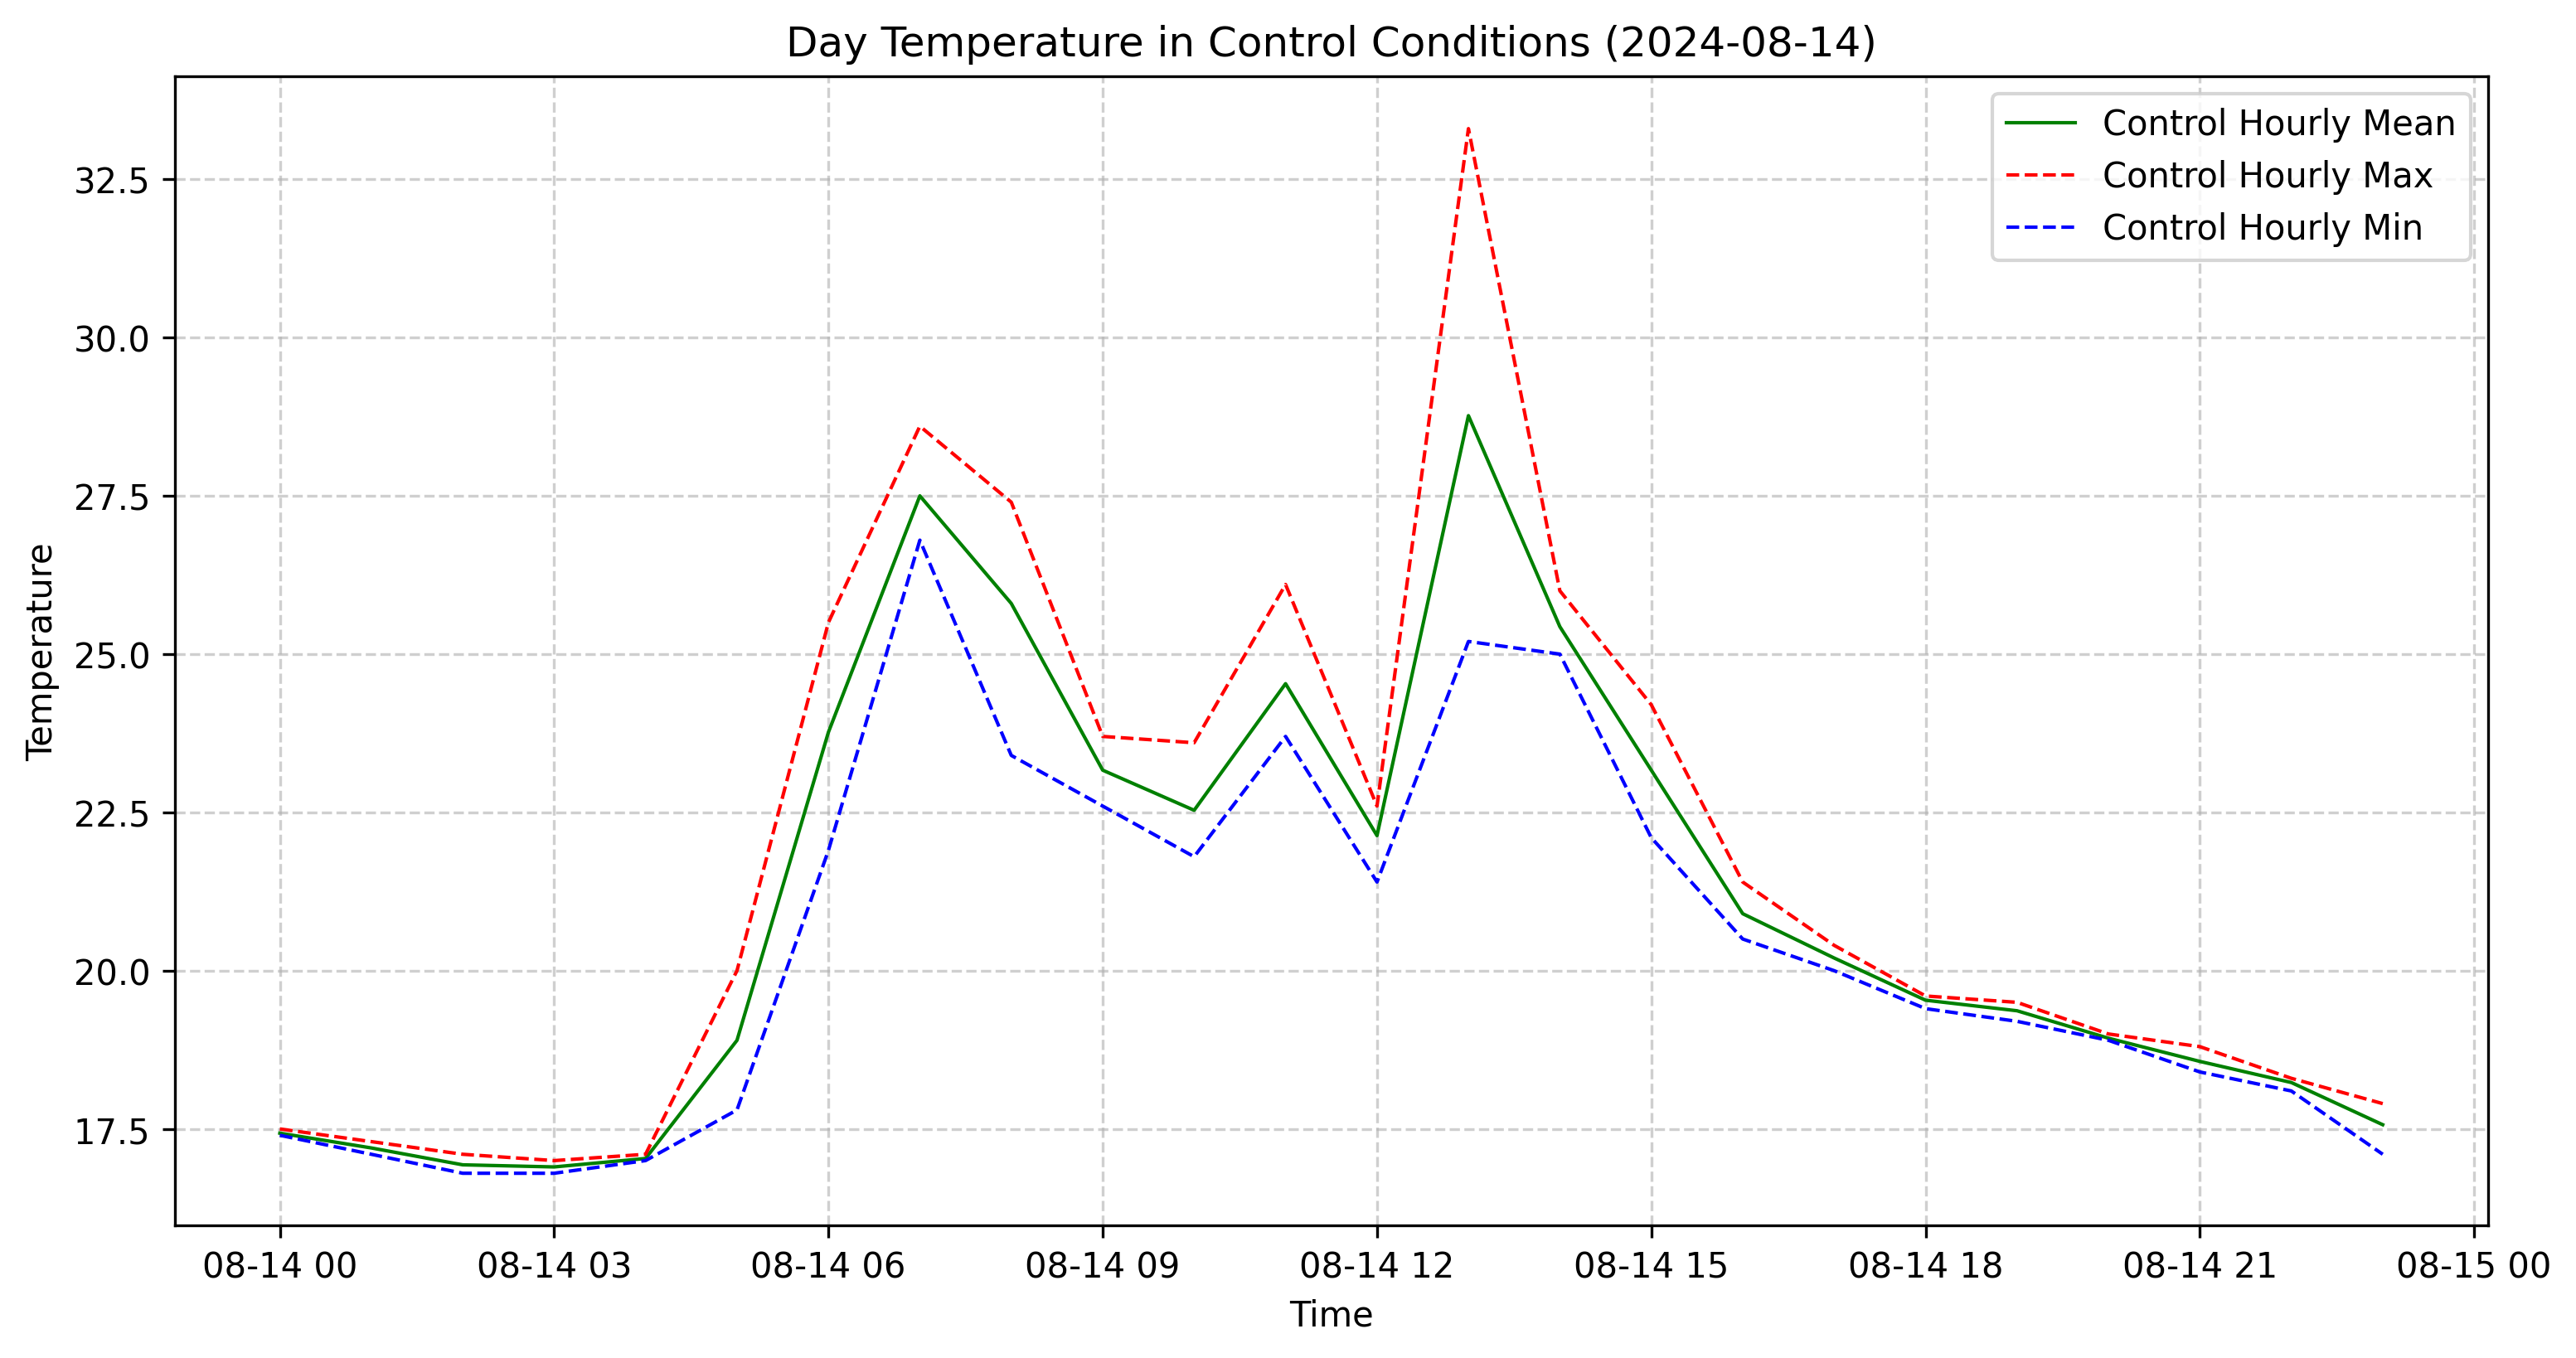 Day Temperature in Control Conditions (2024-08-14)
Control Hourly Mean
Control Hourly Max
Control Hourly Min
32.5
30.0
27.5
25.0
22.5
20.0
17.5
Temperature
08-14 00 08-14 03 08-14 06 08-14 09 08-14 12 08-14 15 08-14 18 08-14 21 08-15 00
Time